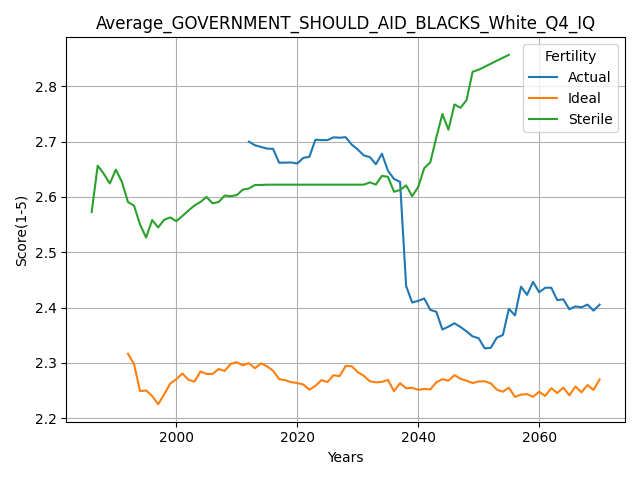 Average_GOVERNMENT_SHOULD_AID_BLACKS_White_Q4_IQ
Fertility
Actual
Ideal
Sterile
Score(1-5)
2.8
2.7
2.6
2.5
2.4
2.3
2.2
2000 2020 2040 2060
Years